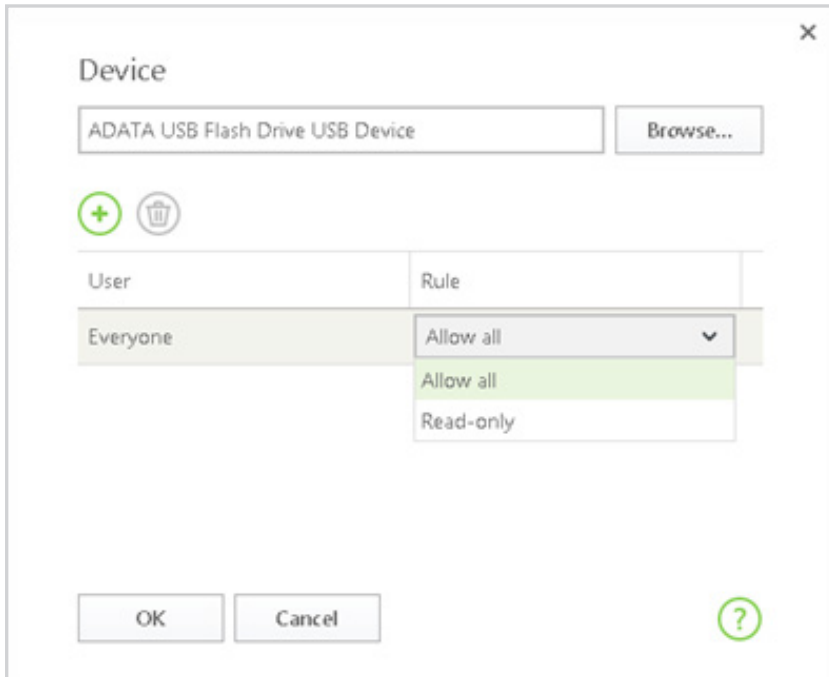 Device
ADATA USB Flash Drive USB Device Browse...
User Rule
Everyone Allow all
Allow all
Read-only
OK Cancel ?